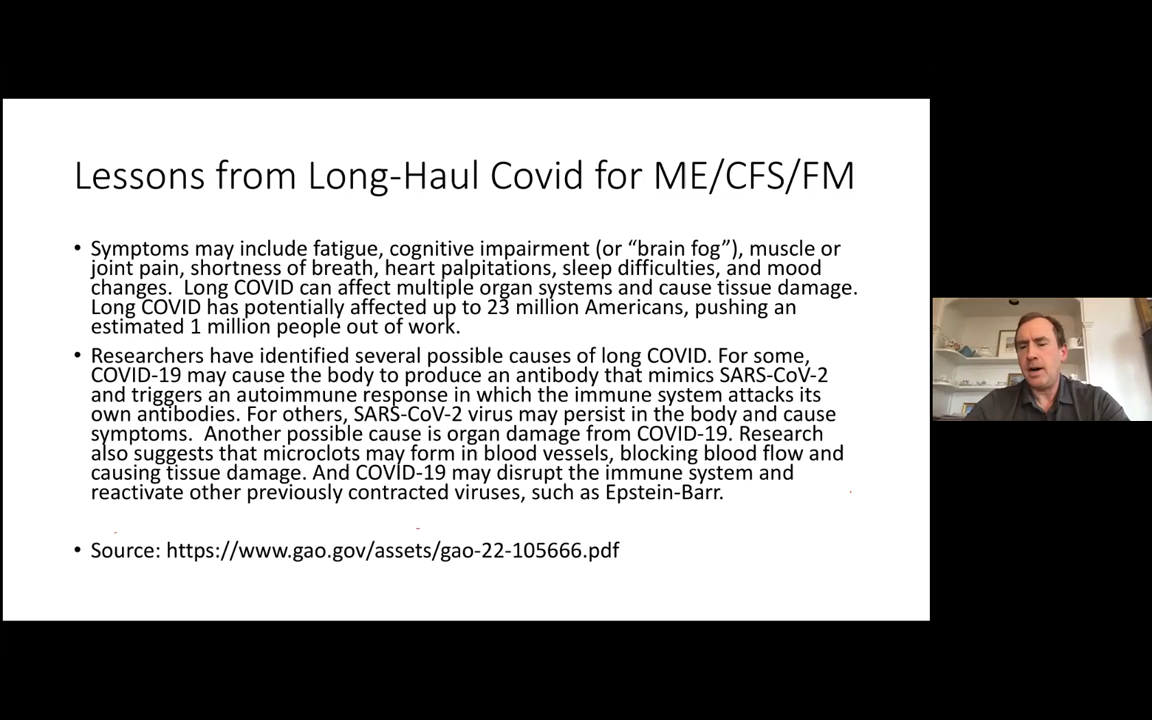 Lessons from Long-Haul Covid for ME/CFS/FM
• Symptoms may include fatigue, cognitive impairment (or “brain fog”), muscle or
joint pain, shortness of breath, heart palpitations, sleep difficulties, and mood
changes.  Long COVID can affect multiple organ systems and cause tissue damage.
Long COVID has potentially affected up to 23 million Americans, pushing an
estimated 1 million people out of work.
• Researchers have identified several possible causes of long COVID. For some,
COVID-19 may cause the body to produce an antibody that mimics SARS-CoV-2
and triggers an autoimmune response in which the immune system attacks its
own antibodies. For others, SARS-CoV-2 virus may persist in the body and cause
symptoms.  Another possible cause is organ damage from COVID-19. Research
also suggests that microclots may form in blood vessels, blocking blood flow and
causing tissue damage. And COVID-19 may disrupt the immune system and
reactivate other previously contracted viruses, such as Epstein-Barr.
• Source: https://www.gao.gov/assets/gao-22-105666.pdf